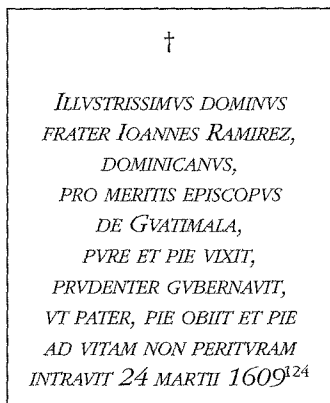 †
ILLVSTRISSIMVS DOMINVS
FRATER IOANNES RAMIREZ,
DOMINICANVS,
PRO MERITIS EPISCOPVS
DE GVATIMALA,
PVRE ET PIE VIXIT,
PRVDENTER GVBERNAVIT,
VT PATER, PIE OBIIT ET PIE
AD VITAM NON PERITVRAM
INTRAVIT 24 MARTII 1609¹²⁴